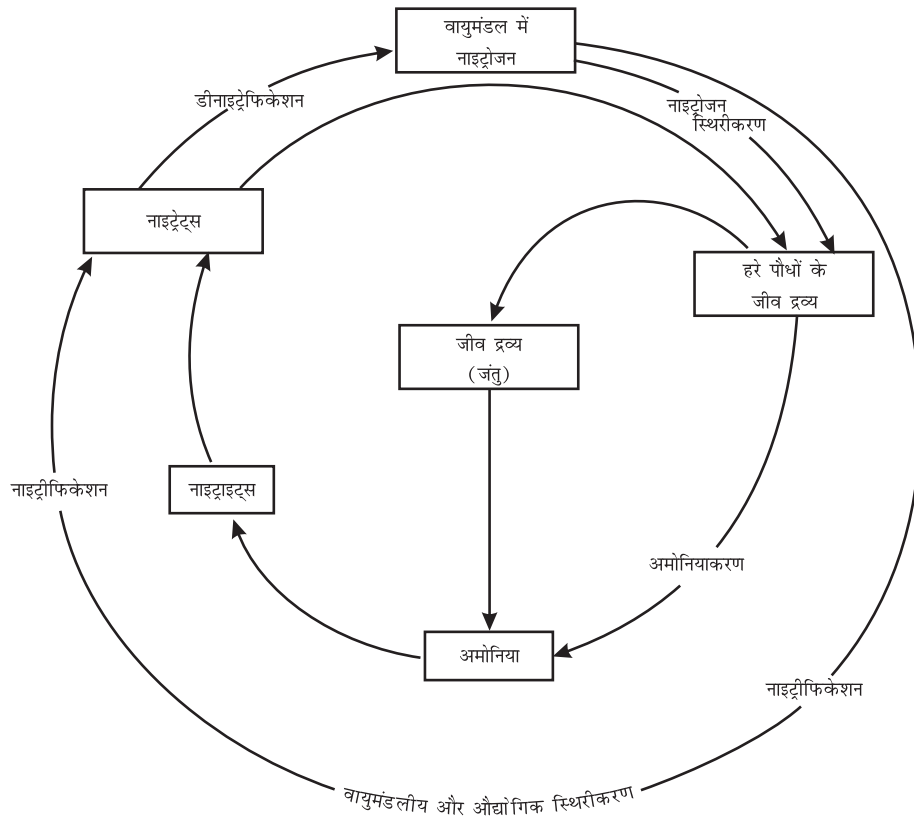 वायुमंडल में
नाइट्रोजन
डीनाइट्रेफिकेशन
नाइट्रोजन
स्थिरीकरण
नाइट्रेट्स
हरे पौधों के
जीव द्रव्य
जीव द्रव्य
(जंतु)
नाइट्रीफिकेशन
नाइट्राइट्स
अमोनियाकरण
अमोनिया
नाइट्रीफिकेशन
वायुमंडलीय और औद्योगिक स्थिरीकरण